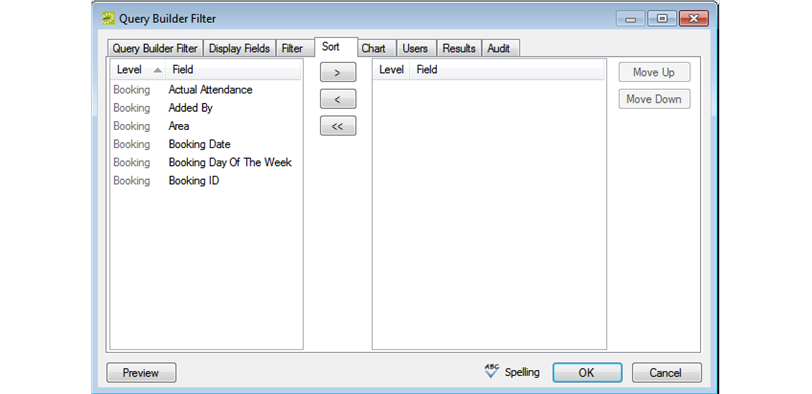 Query Builder Filter
Query Builder Filter Display Fields Filter Sort Chart Users Results Audit
Level Field Level Field
> Move Up
< Move Down
<<
Booking Actual Attendance
Booking Added By
Booking Area
Booking Booking Date
Booking Booking Day Of The Week
Booking Booking ID
Preview ABC Spelling OK Cancel